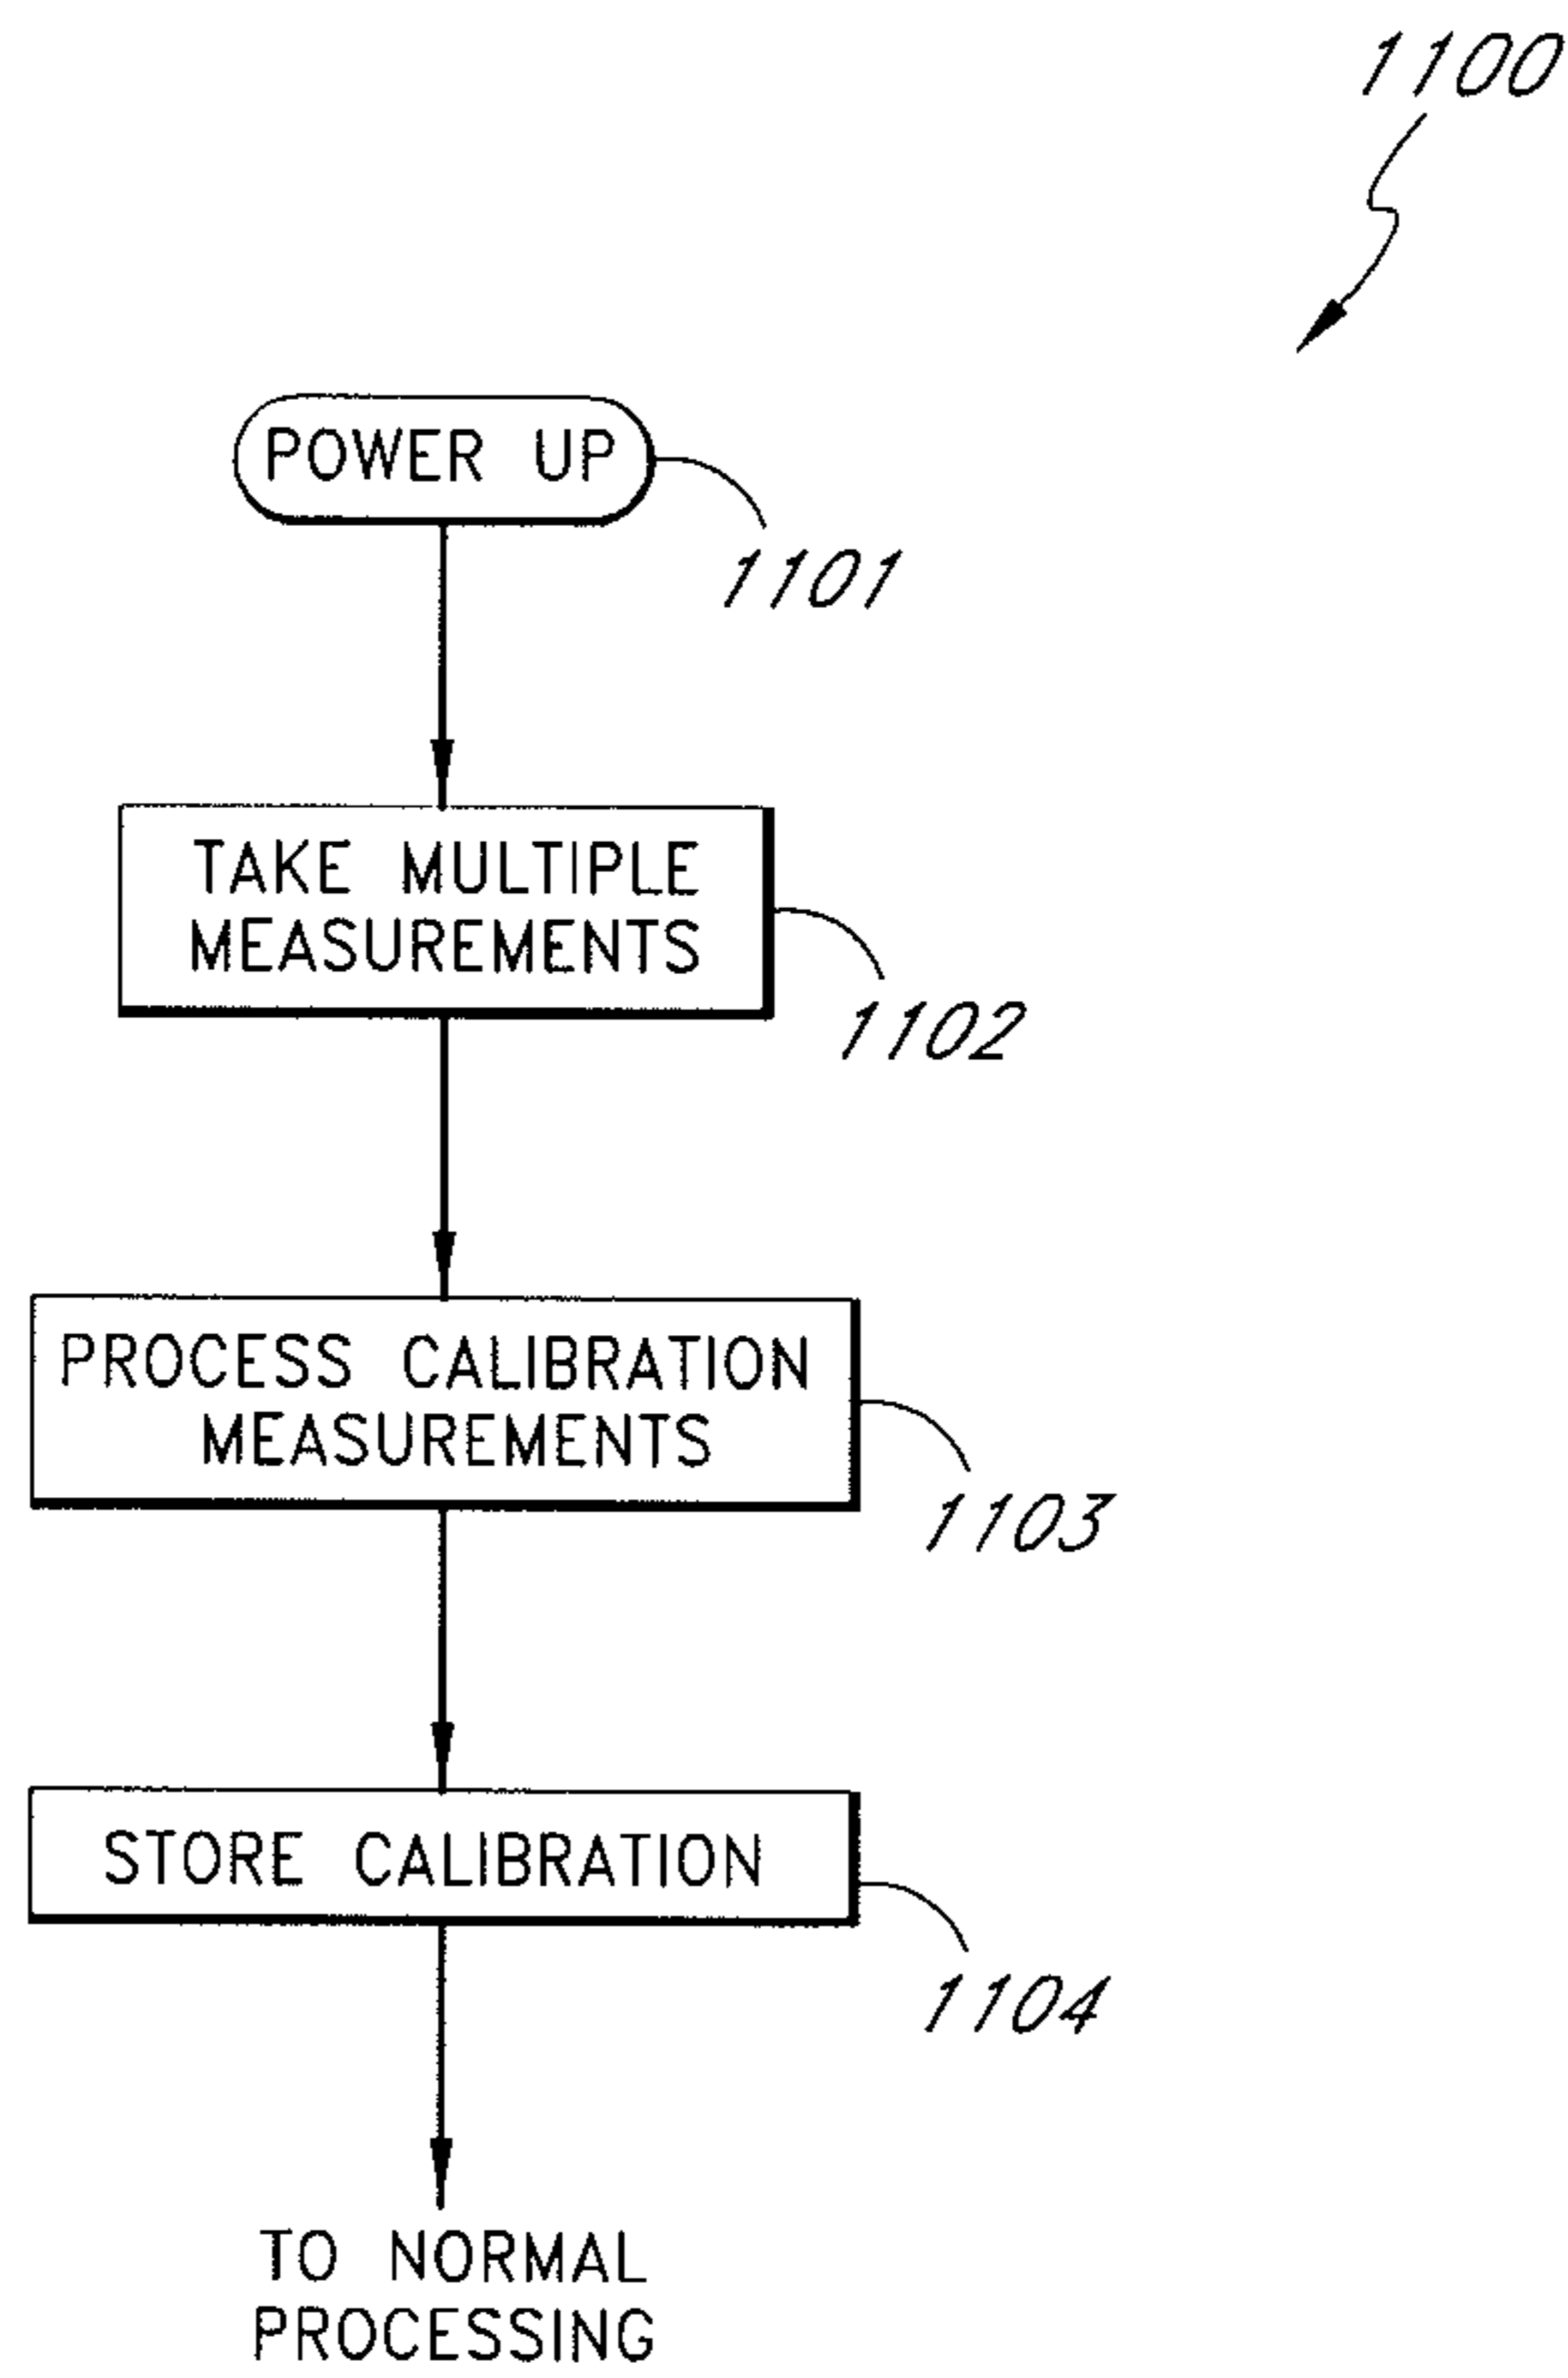 1100
POWER UP
1101
TAKE MULTIPLE
MEASUREMENTS
1102
PROCESS CALIBRATION
MEASUREMENTS
1103
STORE CALIBRATION
1104
TO NORMAL
PROCESSING